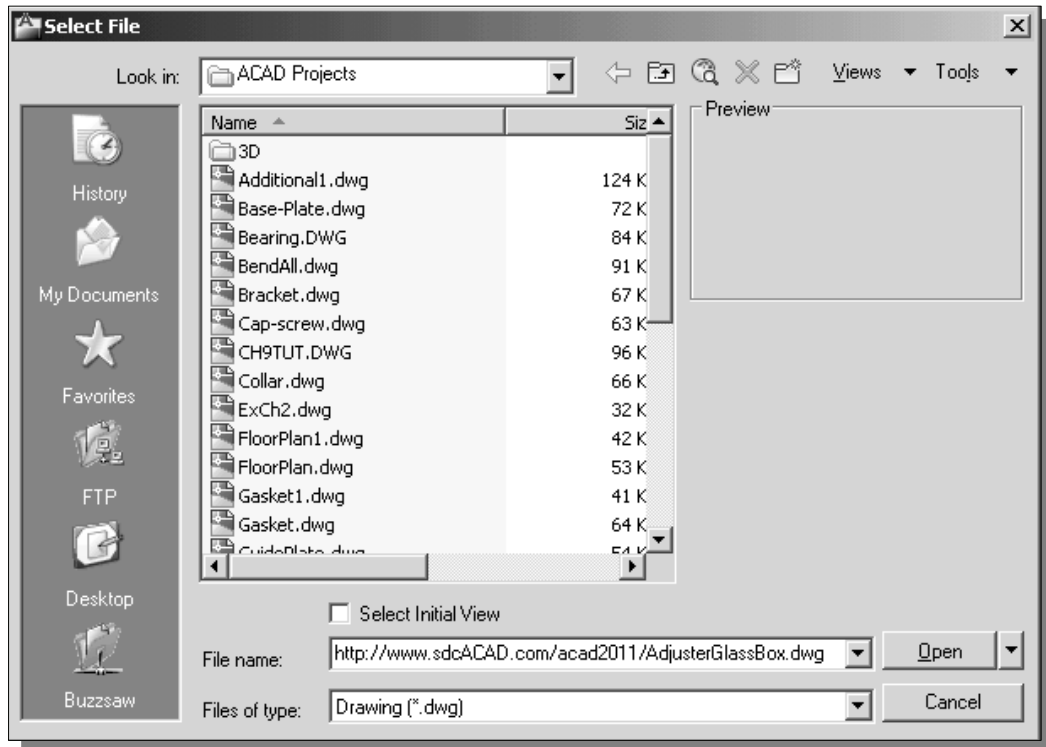 Select File
Look in: ACAD Projects Views Tools
History
My Documents
Favorites
FTP
Desktop
Buzzsaw
Name Siz
3D
Additional1.dwg 124 K
Base-Plate.dwg 72 K
Bearing.DWG 84 K
BendAll.dwg 91 K
Bracket.dwg 67 K
Cap-screw.dwg 63 K
CH9TUT.DWG 96 K
Collar.dwg 66 K
ExCh2.dwg 32 K
FloorPlan1.dwg 42 K
FloorPlan.dwg 53 K
Gasket1.dwg 41 K
Gasket.dwg 64 K
GuidePlate.dwg 54 K
Preview
Select Initial View
File name: http://www.sdcACAD.com/acad2011/AdjusterGlassBox.dwg Open
Files of type: Drawing (*.dwg) Cancel